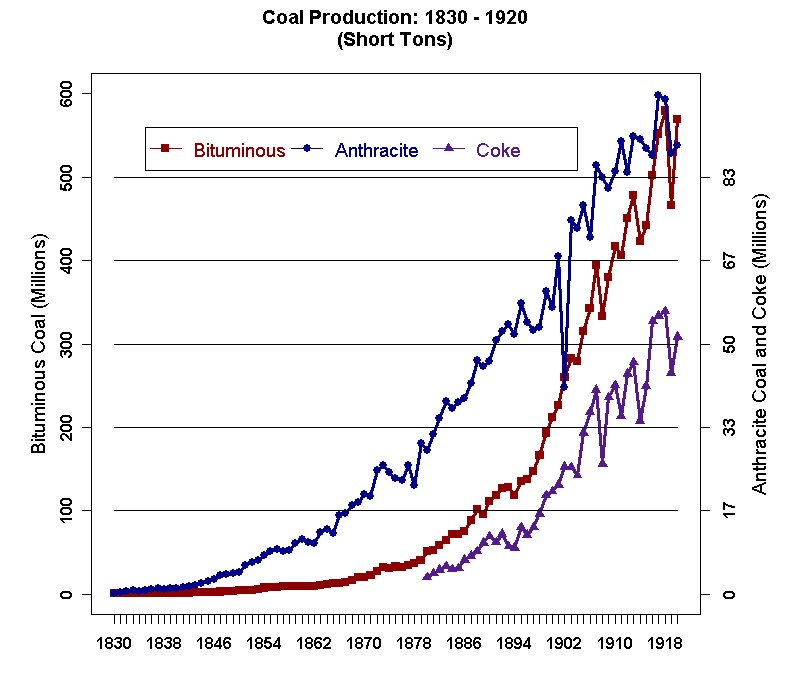 Coal Production: 1830 - 1920
(Short Tons)
Bituminous Anthracite Coke
Bituminous Coal (Millions)
600
500
400
300
200
100
0
83
67
50
33
17
0
Anthracite Coal and Coke (Millions)
1830 1838 1846 1854 1862 1870 1878 1886 1894 1902 1910 1918